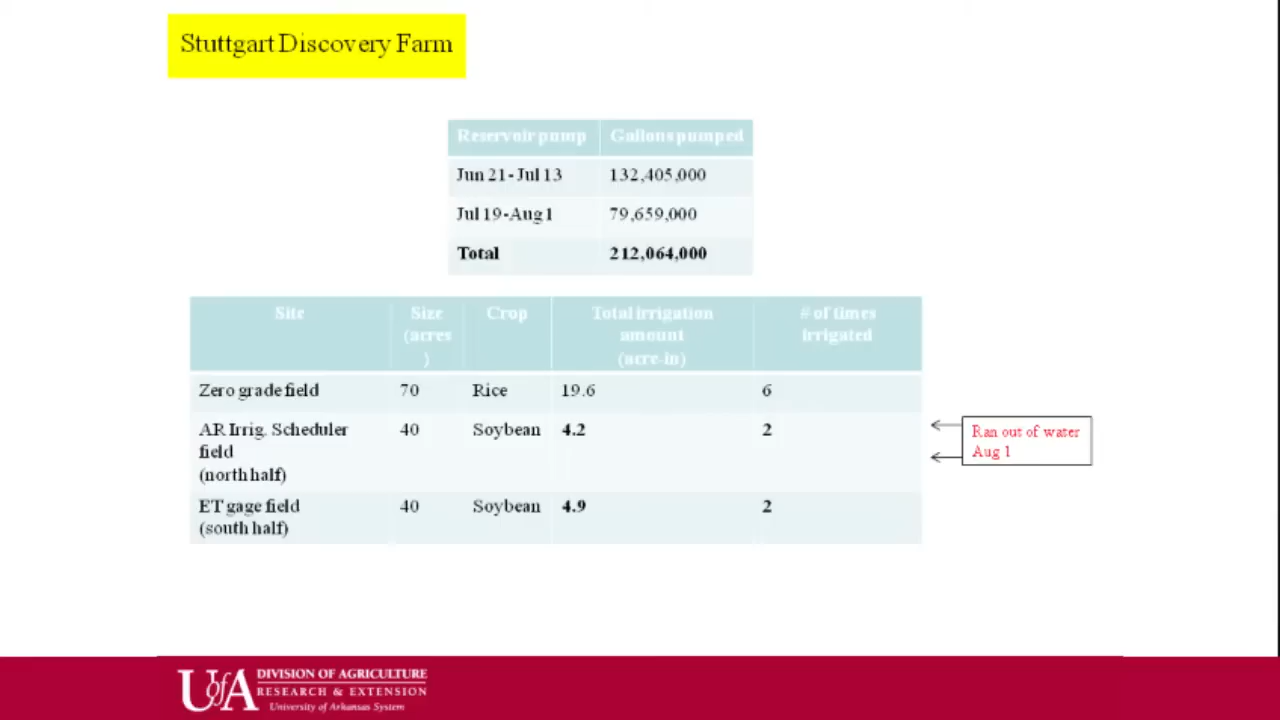 Stuttgart Discovery Farm
Reservoir pump Gallons pumped
Jun 21- Jul 13 132,405,000
Jul 19-Aug 1 79,659,000
Total 212,064,000
Site Size (acres) Crop Total irrigation amount (acre-in) # of times irrigated
Zero grade field 70 Rice 19.6 6
AR Irrig. Scheduler field (north half) 40 Soybean 4.2 2
ET gage field (south half) 40 Soybean 4.9 2
Ran out of water
Aug 1
UofA
DIVISION OF AGRICULTURE
RESEARCH & EXTENSION
University of Arkansas System